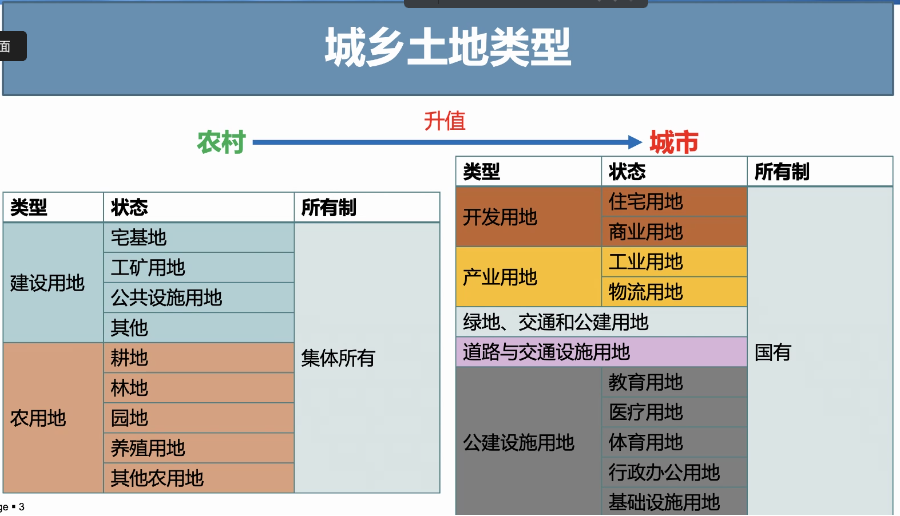 面
城乡土地类型
升值
农村
城市
类型 状态 所有制
建设用地
宅基地
工矿用地
公共设施用地
其他
农用地
耕地
林地
园地
养殖用地
其他农用地
集体所有
类型 状态 所有制
开发用地
住宅用地
商业用地
产业用地
工业用地
物流用地
绿地、交通和公建用地
道路与交通设施用地
公建设施用地
教育用地
医疗用地
体育用地
行政办公用地
基础设施用地
国有
ge ▪ 3